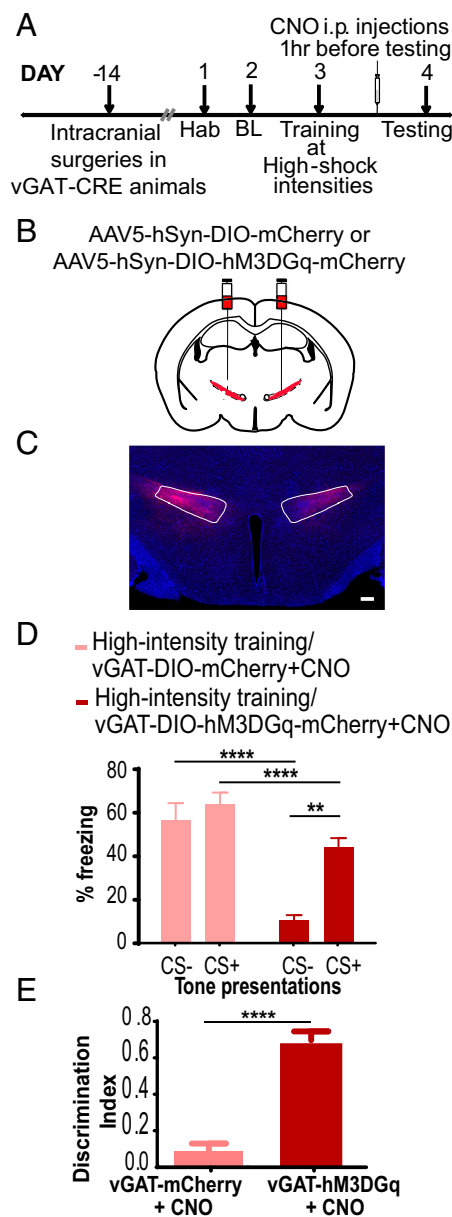 A
CNO i.p. injections
1hr before testing
DAY -14 1 2 3 4
Intracranial surgeries in vGAT-CRE animals
Hab
BL
Training at High-shock intensities
Testing
B
AAV5-hSyn-DIO-mCherry or
AAV5-hSyn-DIO-hM3DGq-mCherry
C
D
High-intensity training/
vGAT-DIO-mCherry+CNO
High-intensity training/
vGAT-DIO-hM3DGq-mCherry+CNO
****
****
**
% freezing
80
60
40
20
0
CS- CS+ CS- CS+
Tone presentations
E
****
Discrimination
Index
0.8
0.6
0.4
0.2
0.0
vGAT-mCherry vGAT-hM3DGq
+ CNO + CNO